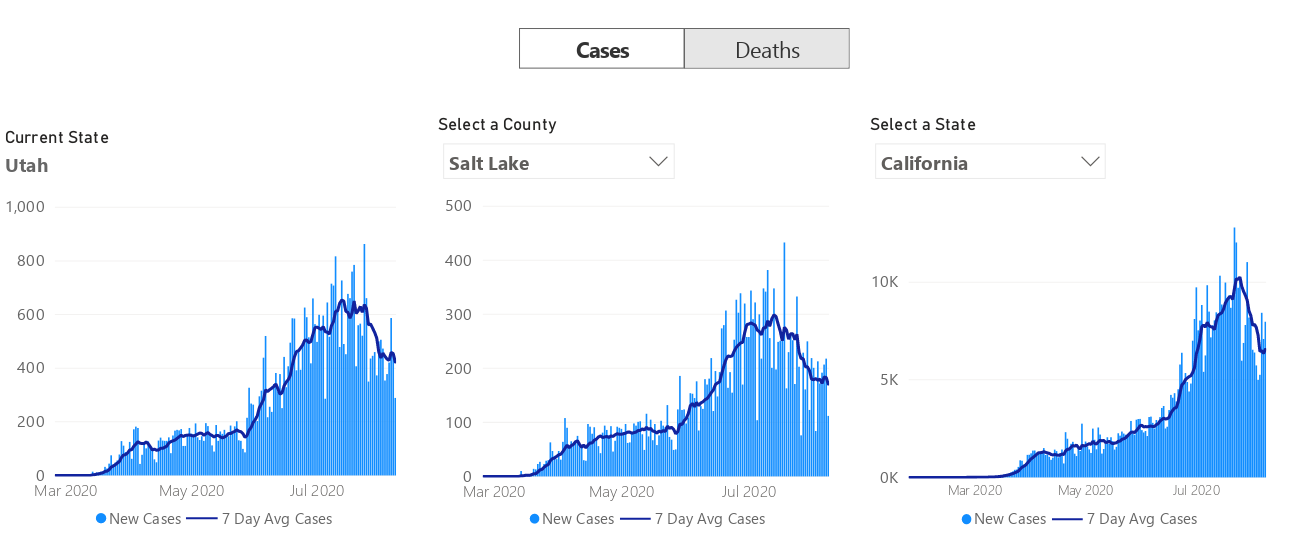 Cases
Deaths
Current State
Utah
1,000
800
600
400
200
0
Mar 2020 May 2020 Jul 2020
New Cases 7 Day Avg Cases
Select a County
Salt Lake
500
400
300
200
100
0
Mar 2020 May 2020 Jul 2020
New Cases 7 Day Avg Cases
Select a State
California
10K
5K
0K
Mar 2020 May 2020 Jul 2020
New Cases 7 Day Avg Cases